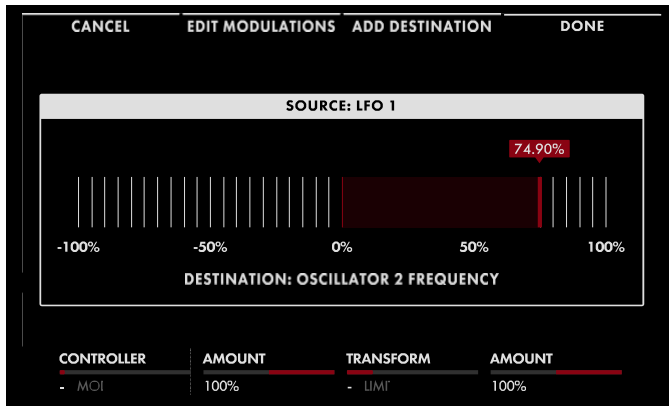 CANCEL EDIT MODULATIONS ADD DESTINATION DONE
SOURCE: LFO 1
74.90%
-100% -50% 0% 50% 100%
DESTINATION: OSCILLATOR 2 FREQUENCY
CONTROLLER AMOUNT TRANSFORM AMOUNT
- 100% - 100%